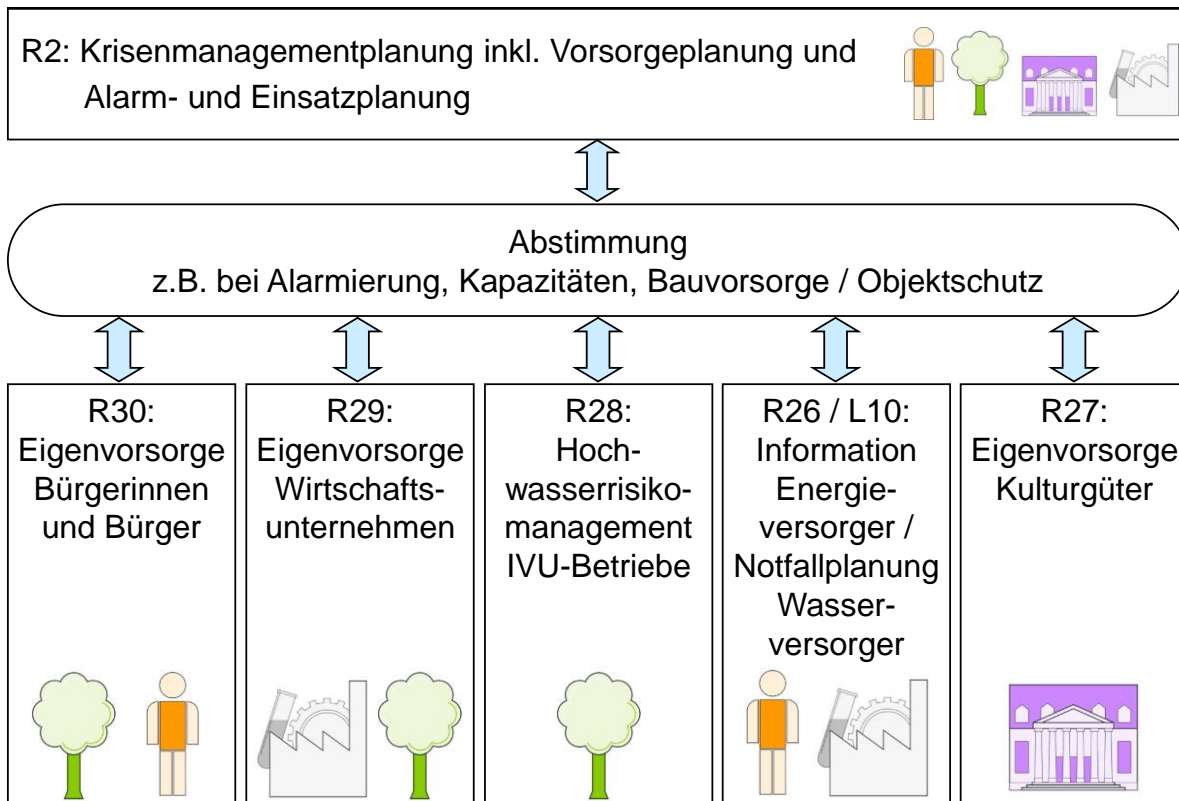 R2: Krisenmanagementplanung inkl. Vorsorgeplanung und
Alarm- und Einsatzplanung
Abstimmung
z.B. bei Alarmierung, Kapazitäten, Bauvorsorge / Objektschutz
R30:
Eigenvorsorge
Bürgerinnen
und Bürger
R29:
Eigenvorsorge
Wirtschafts-
unternehmen
R28:
Hoch-
wasserrisiko-
management
IVU-Betriebe
R26 / L10:
Information
Energie-
versorger /
Notfallplanung
Wasser-
versorger
R27:
Eigenvorsorge
Kulturgüter